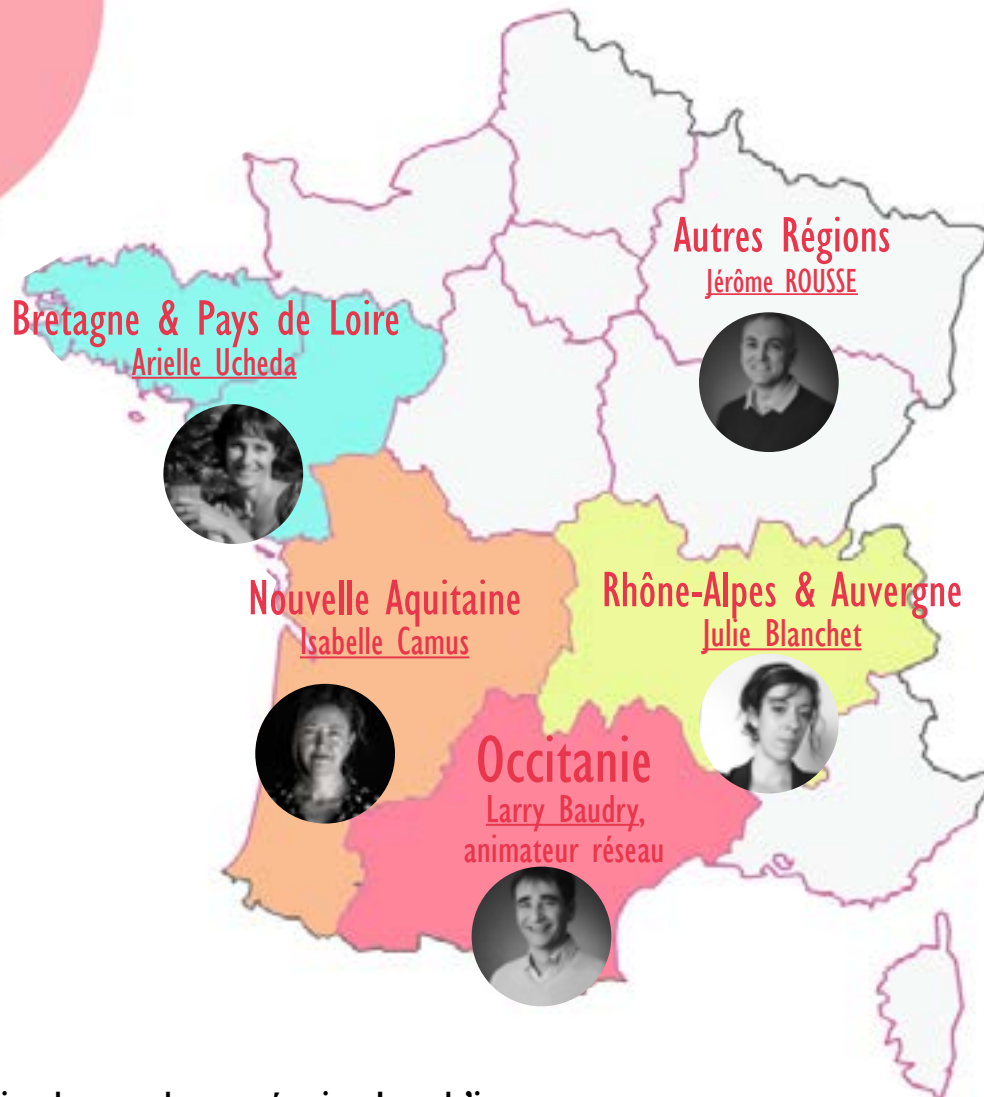 Autres Régions
Jérôme ROUSSE
Bretagne & Pays de Loire
Arielle Ucheda
Nouvelle Aquitaine
Isabelle Camus
Rhône-Alpes & Auvergne
Julie Blanchet
Occitanie
Larry Baudry,
animateur réseau